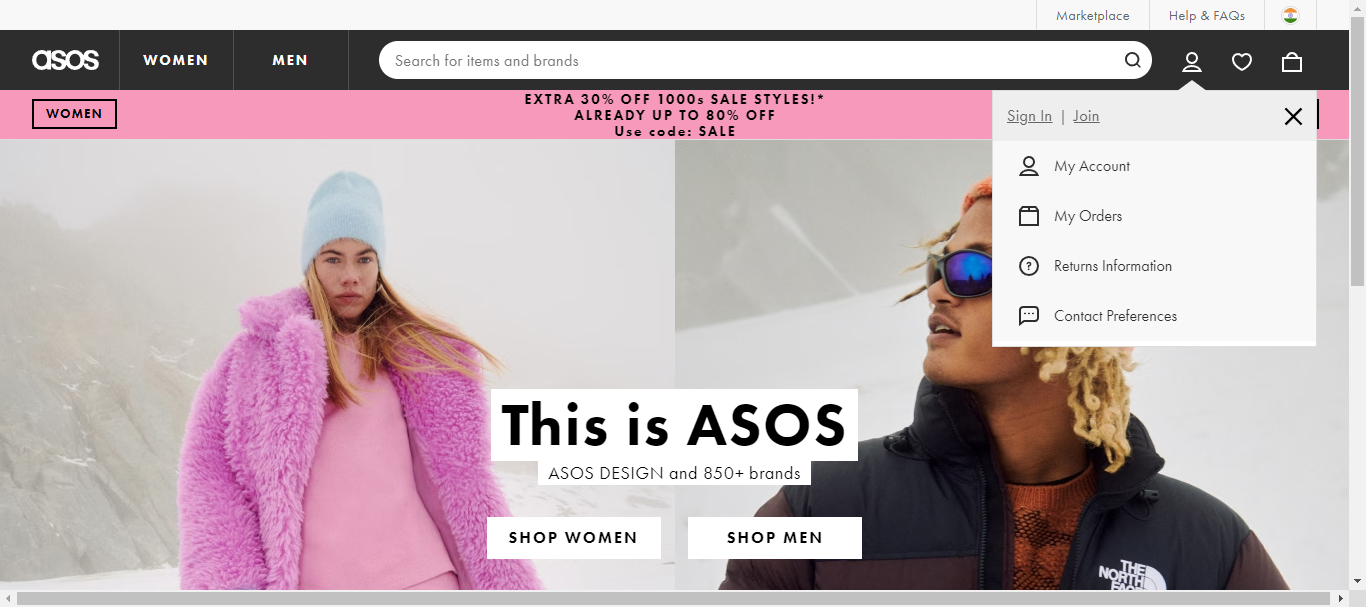 Marketplace
Help & FAQs
asos
WOMEN
MEN
Search for items and brands
WOMEN
EXTRA 30% OFF 1000s SALE STYLES!*
ALREADY UP TO 80% OFF
Use code: SALE
Sign In | Join
My Account
My Orders
Returns Information
Contact Preferences
This is ASOS
ASOS DESIGN and 850+ brands
SHOP WOMEN
SHOP MEN
THE
NORTH
FACE